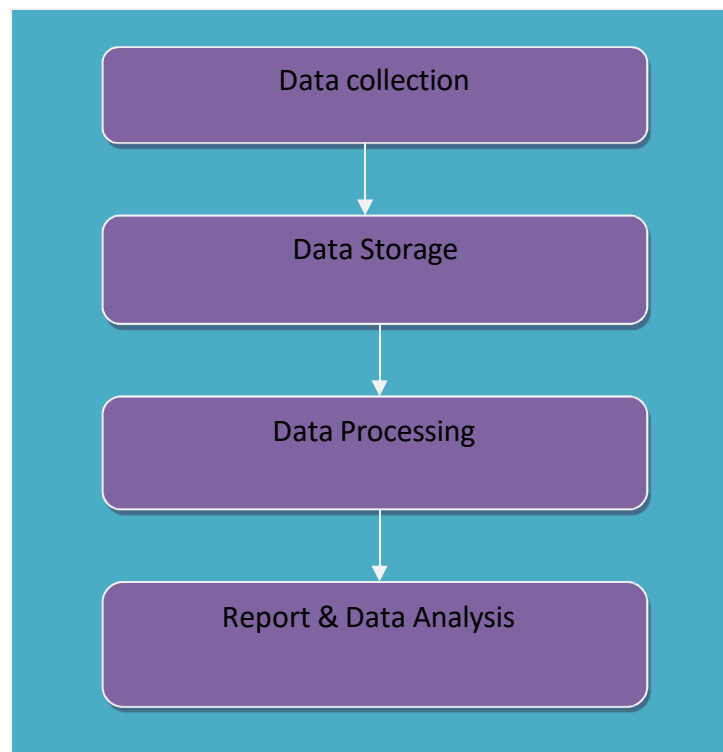 Data collection
Data Storage
Data Processing
Report & Data Analysis